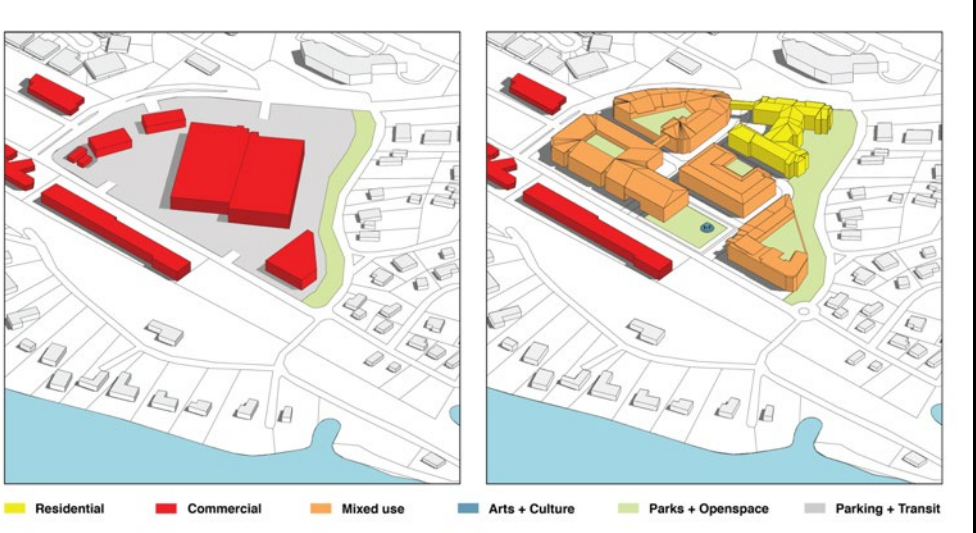 Residential
Commercial
Mixed use
Arts + Culture
Parks + Openspace
Parking + Transit